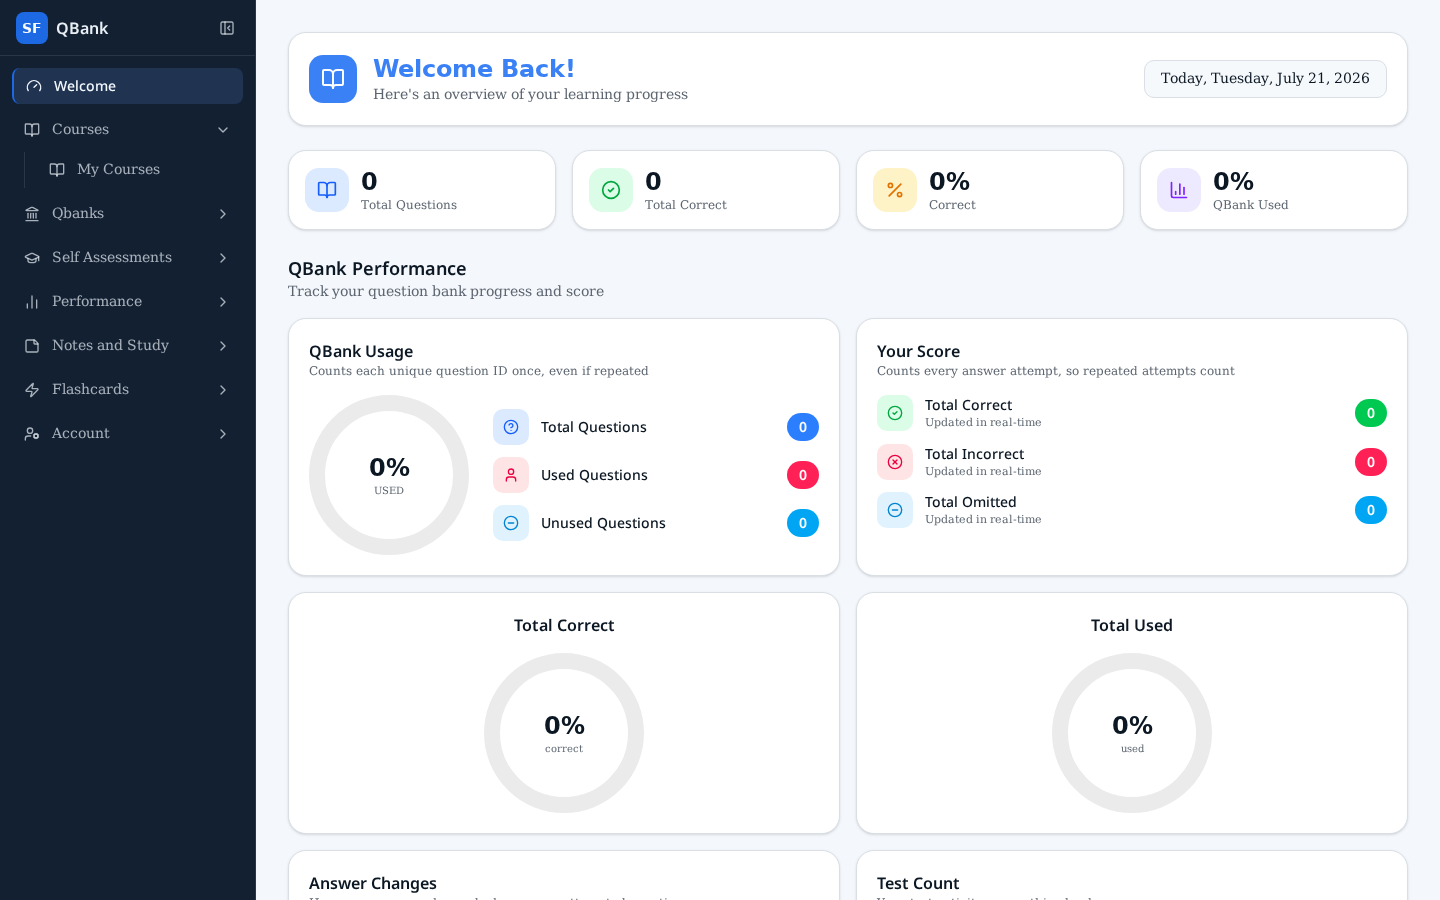 SF QBank
Welcome
Courses
My Courses
Qbanks
Self Assessments
Performance
Notes and Study
Flashcards
Account
Welcome Back!
Here's an overview of your learning progress
Today, Tuesday, July 21, 2026
0
Total Questions
0
Total Correct
0%
Correct
0%
QBank Used
QBank Performance
Track your question bank progress and score
QBank Usage
Counts each unique question ID once, even if repeated
0%
USED
Total Questions 0
Used Questions 0
Unused Questions 0
Your Score
Counts every answer attempt, so repeated attempts count
Total Correct
Updated in real-time
0
Total Incorrect
Updated in real-time
0
Total Omitted
Updated in real-time
0
Total Correct
0%
correct
Total Used
0%
used
Answer Changes
Test Count